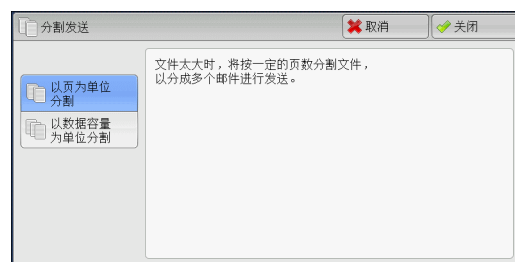 分割发送
取消
关闭
以页为单位
分割
以数据容量
为单位分割
文件太大时，将按一定的页数分割文件，
以分成多个邮件进行发送。